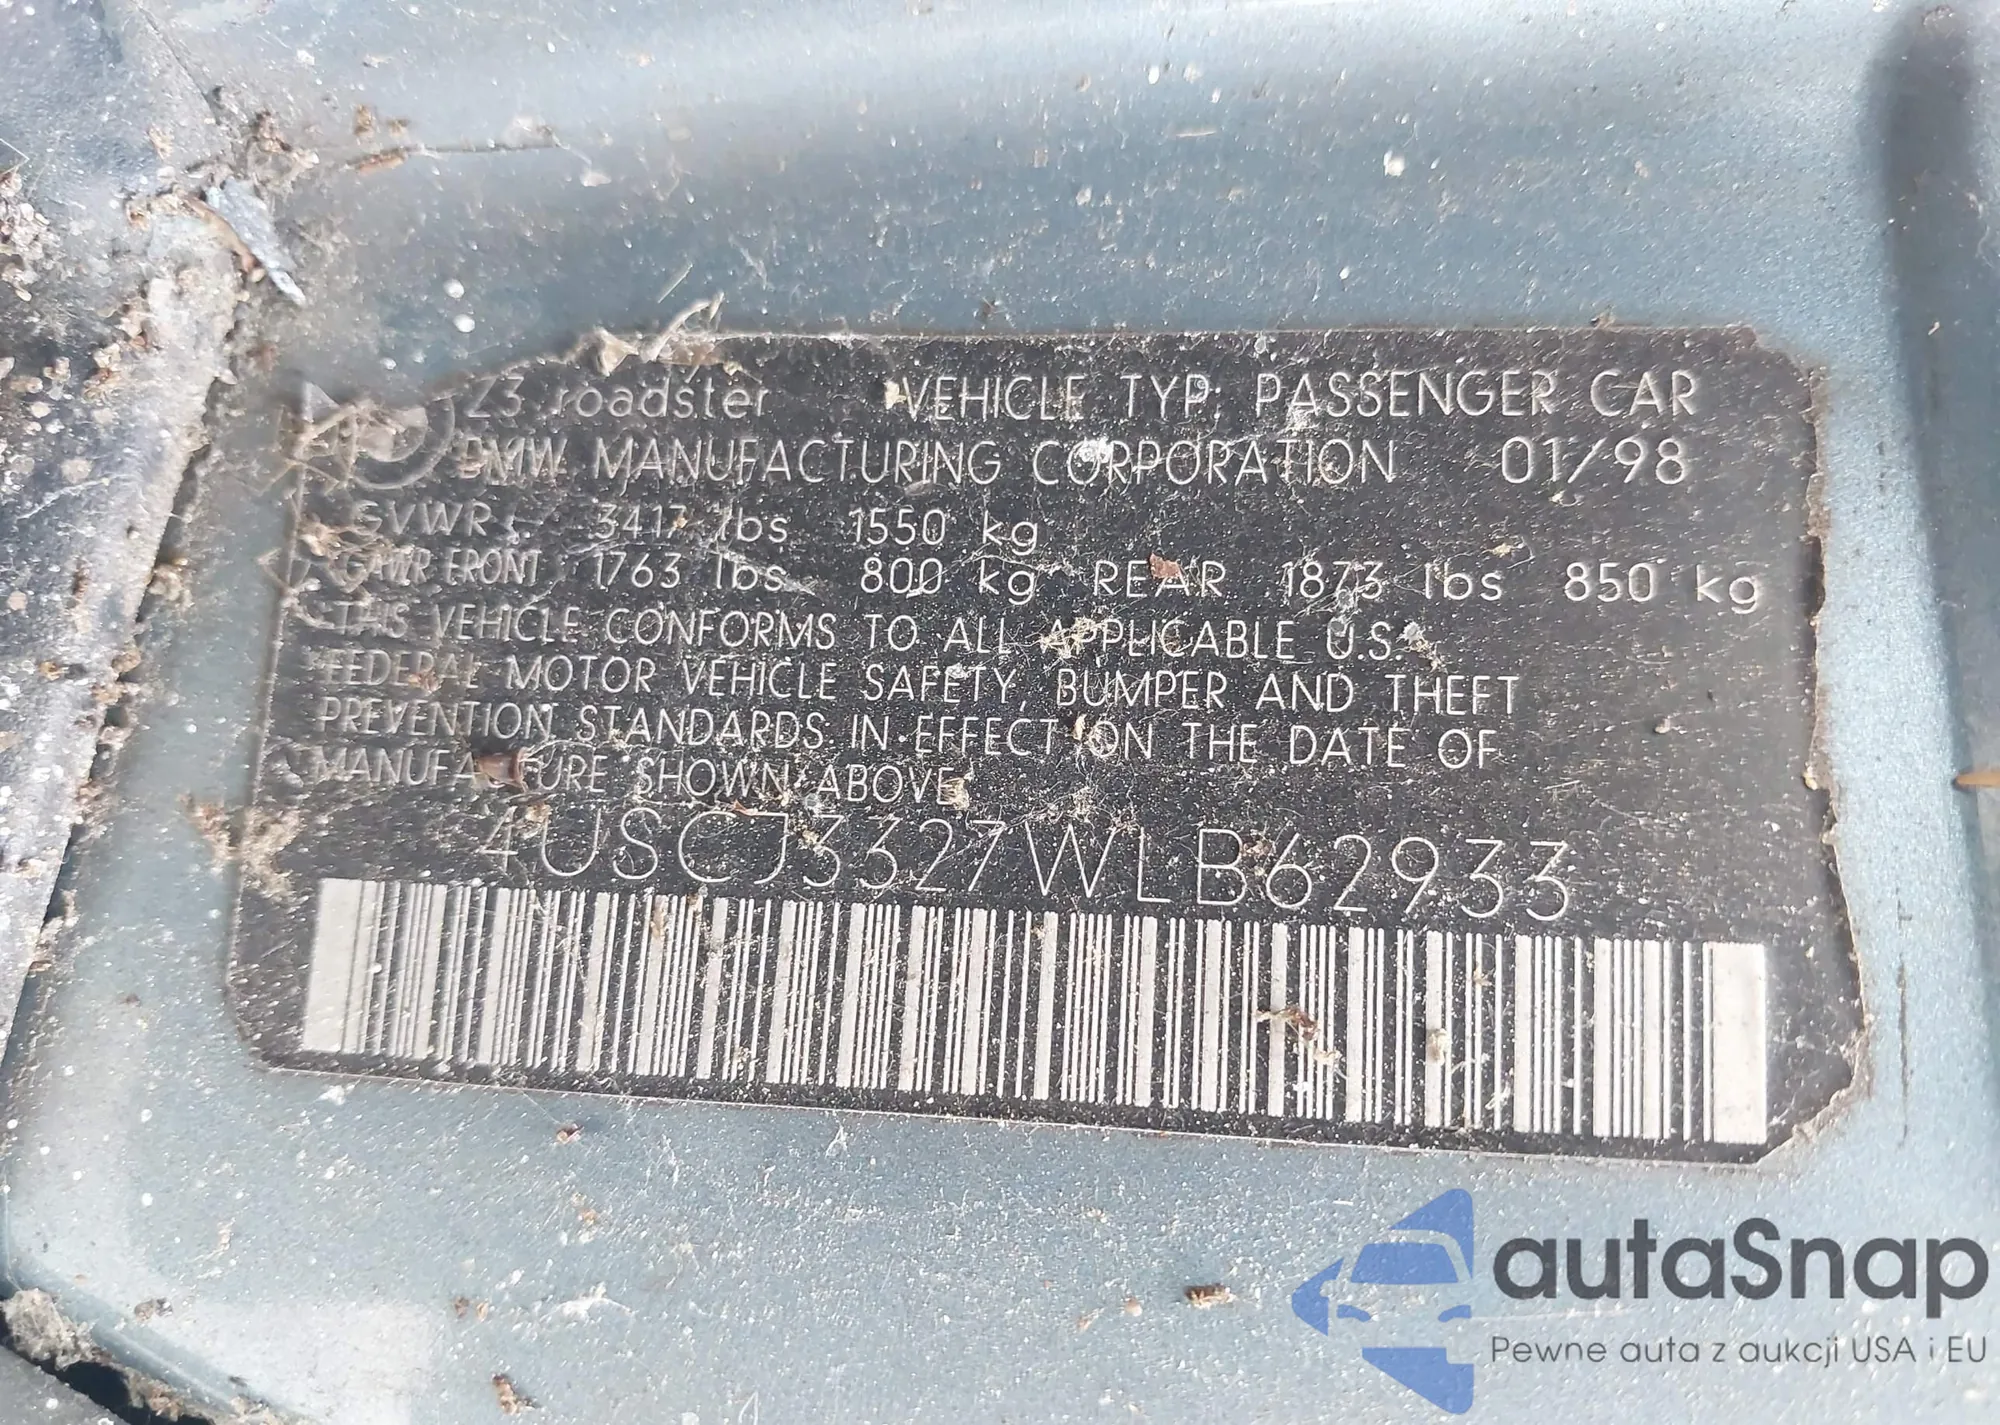 Z3 roadster VEHICLE TYP: PASSENGER CAR
BMW MANUFACTURING CORPORATION 01/98
GVWR 3417 lbs 1550 kg
GAWR FRONT 1763 lbs 800 kg REAR 1873 lbs 850 kg
THIS VEHICLE CONFORMS TO ALL APPLICABLE U.S.
FEDERAL MOTOR VEHICLE SAFETY, BUMPER AND THEFT
PREVENTION STANDARDS IN EFFECT ON THE DATE OF
MANUFACTURE SHOWN ABOVE
4USCJ3327WLB62933
autaSnap
Pewne auta z aukcji USA i EU